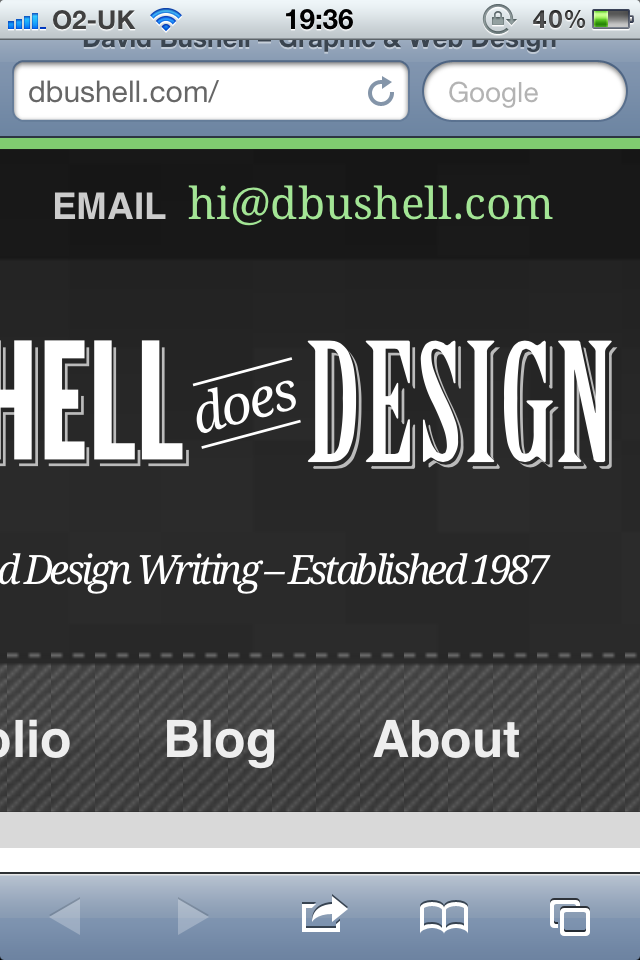 O2-UK 19:36 40%
David Bushell – Graphic & Web Design
dbushell.com/ Google
EMAIL hi@dbushell.com
HELL does DESIGN
d Design Writing – Established 1987
olio Blog About